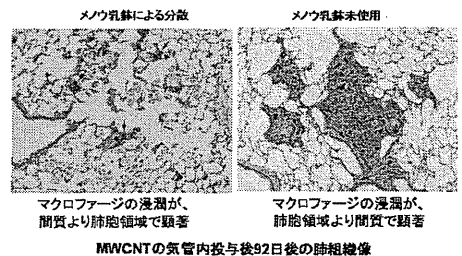 メノウ乳鉢による分散
メノウ乳鉢未使用
マクロファージの浸潤が、
間質より肺胞領域で顕著
マクロファージの浸潤が、
肺胞領域より間質で顕著
MWCNTの気管内投与後92日後の肺組織像